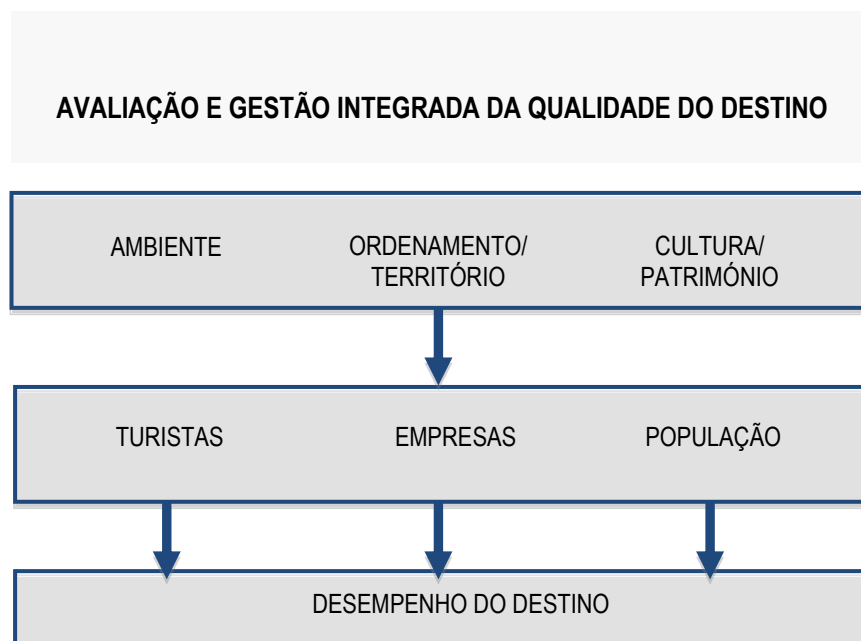 AVALIAÇÃO E GESTÃO INTEGRADA DA QUALIDADE DO DESTINO
AMBIENTE
ORDENAMENTO/
TERRITÓRIO
CULTURA/
PATRIMÓNIO
TURISTAS
EMPRESAS
POPULAÇÃO
DESEMPENHO DO DESTINO